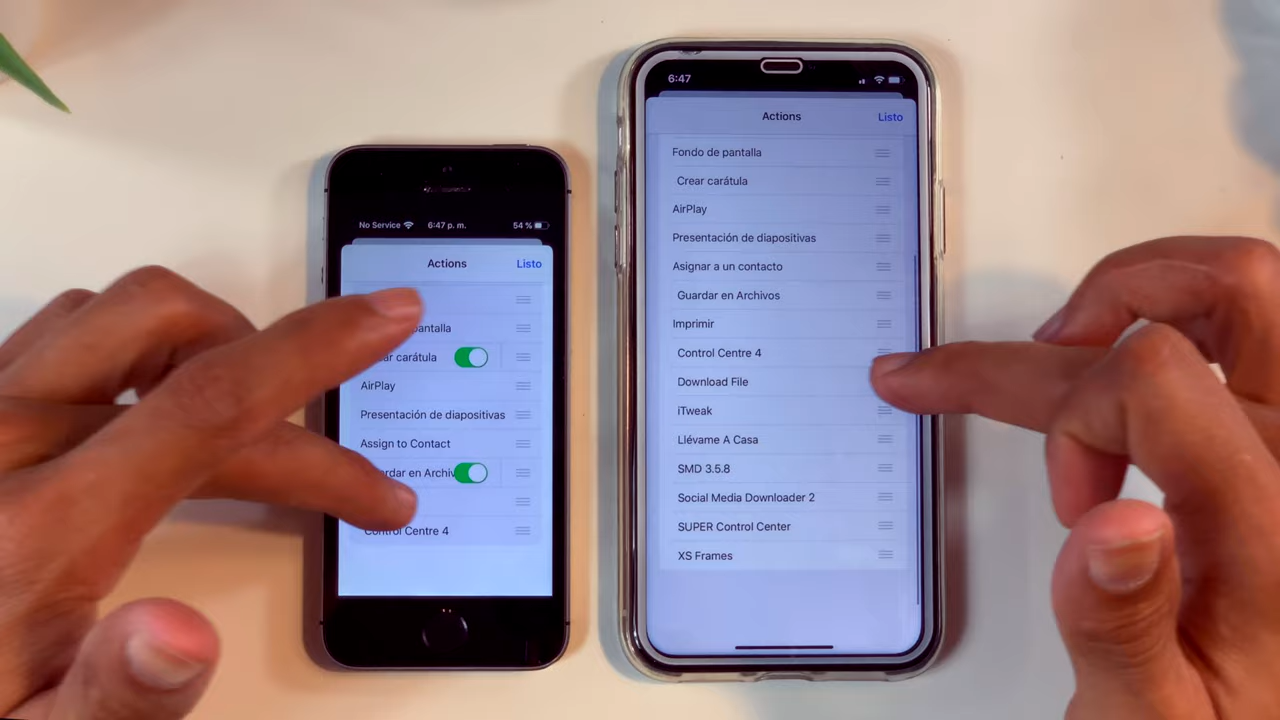 No Service
6:47 p. m.
54 %
Actions
Listo
pantalla
carátula
AirPlay
Presentación de diapositivas
Assign to Contact
en
Control Centre 4
6:47
Actions
Listo
Fondo de pantalla
Crear carátula
AirPlay
Presentación de diapositivas
Asignar a un contacto
Guardar en Archivos
Imprimir
Control Centre 4
Download File
iTweak
Llévame A Casa
SMD 3.5.8
Social Media Downloader 2
SUPER Control Center
XS Frames